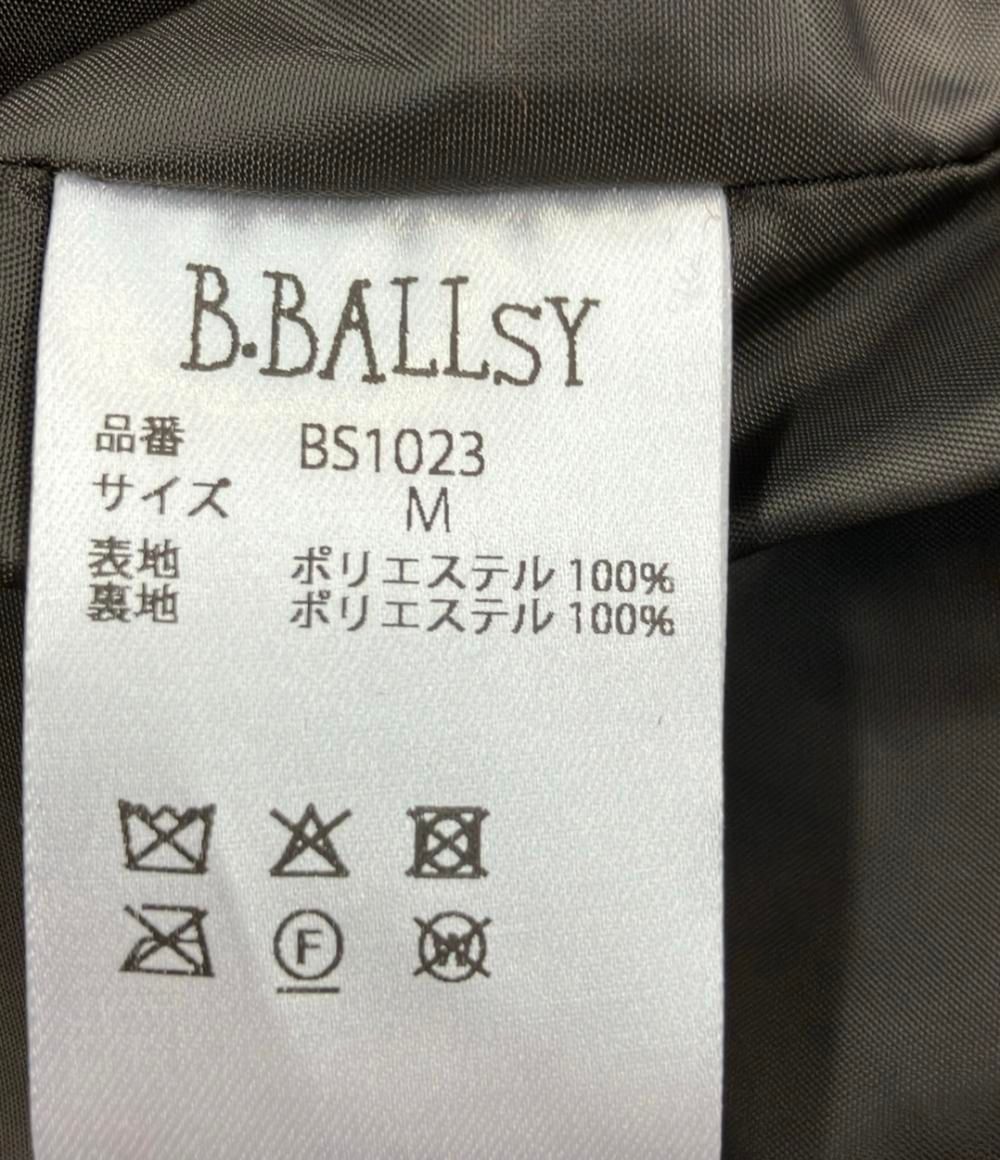 B.BALLSY
品番 BS1023
サイズ M
表地 ポリエステル 100%
裏地 ポリエステル 100%
F W